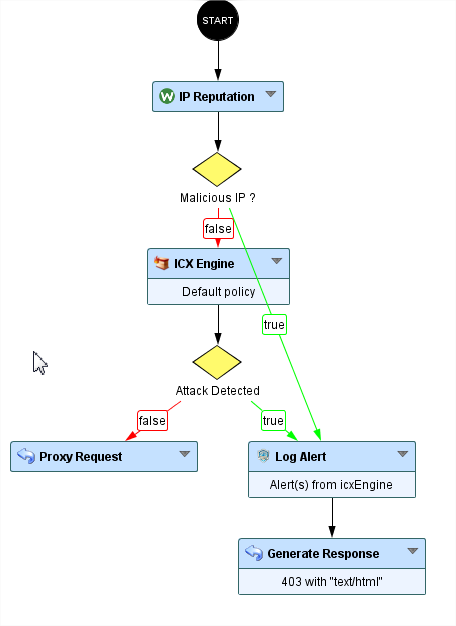 START
W IP Reputation
Malicious IP ?
false
ICX Engine
Default policy
true
Attack Detected
false
true
Proxy Request
Log Alert
Alert(s) from icxEngine
Generate Response
403 with "text/html"